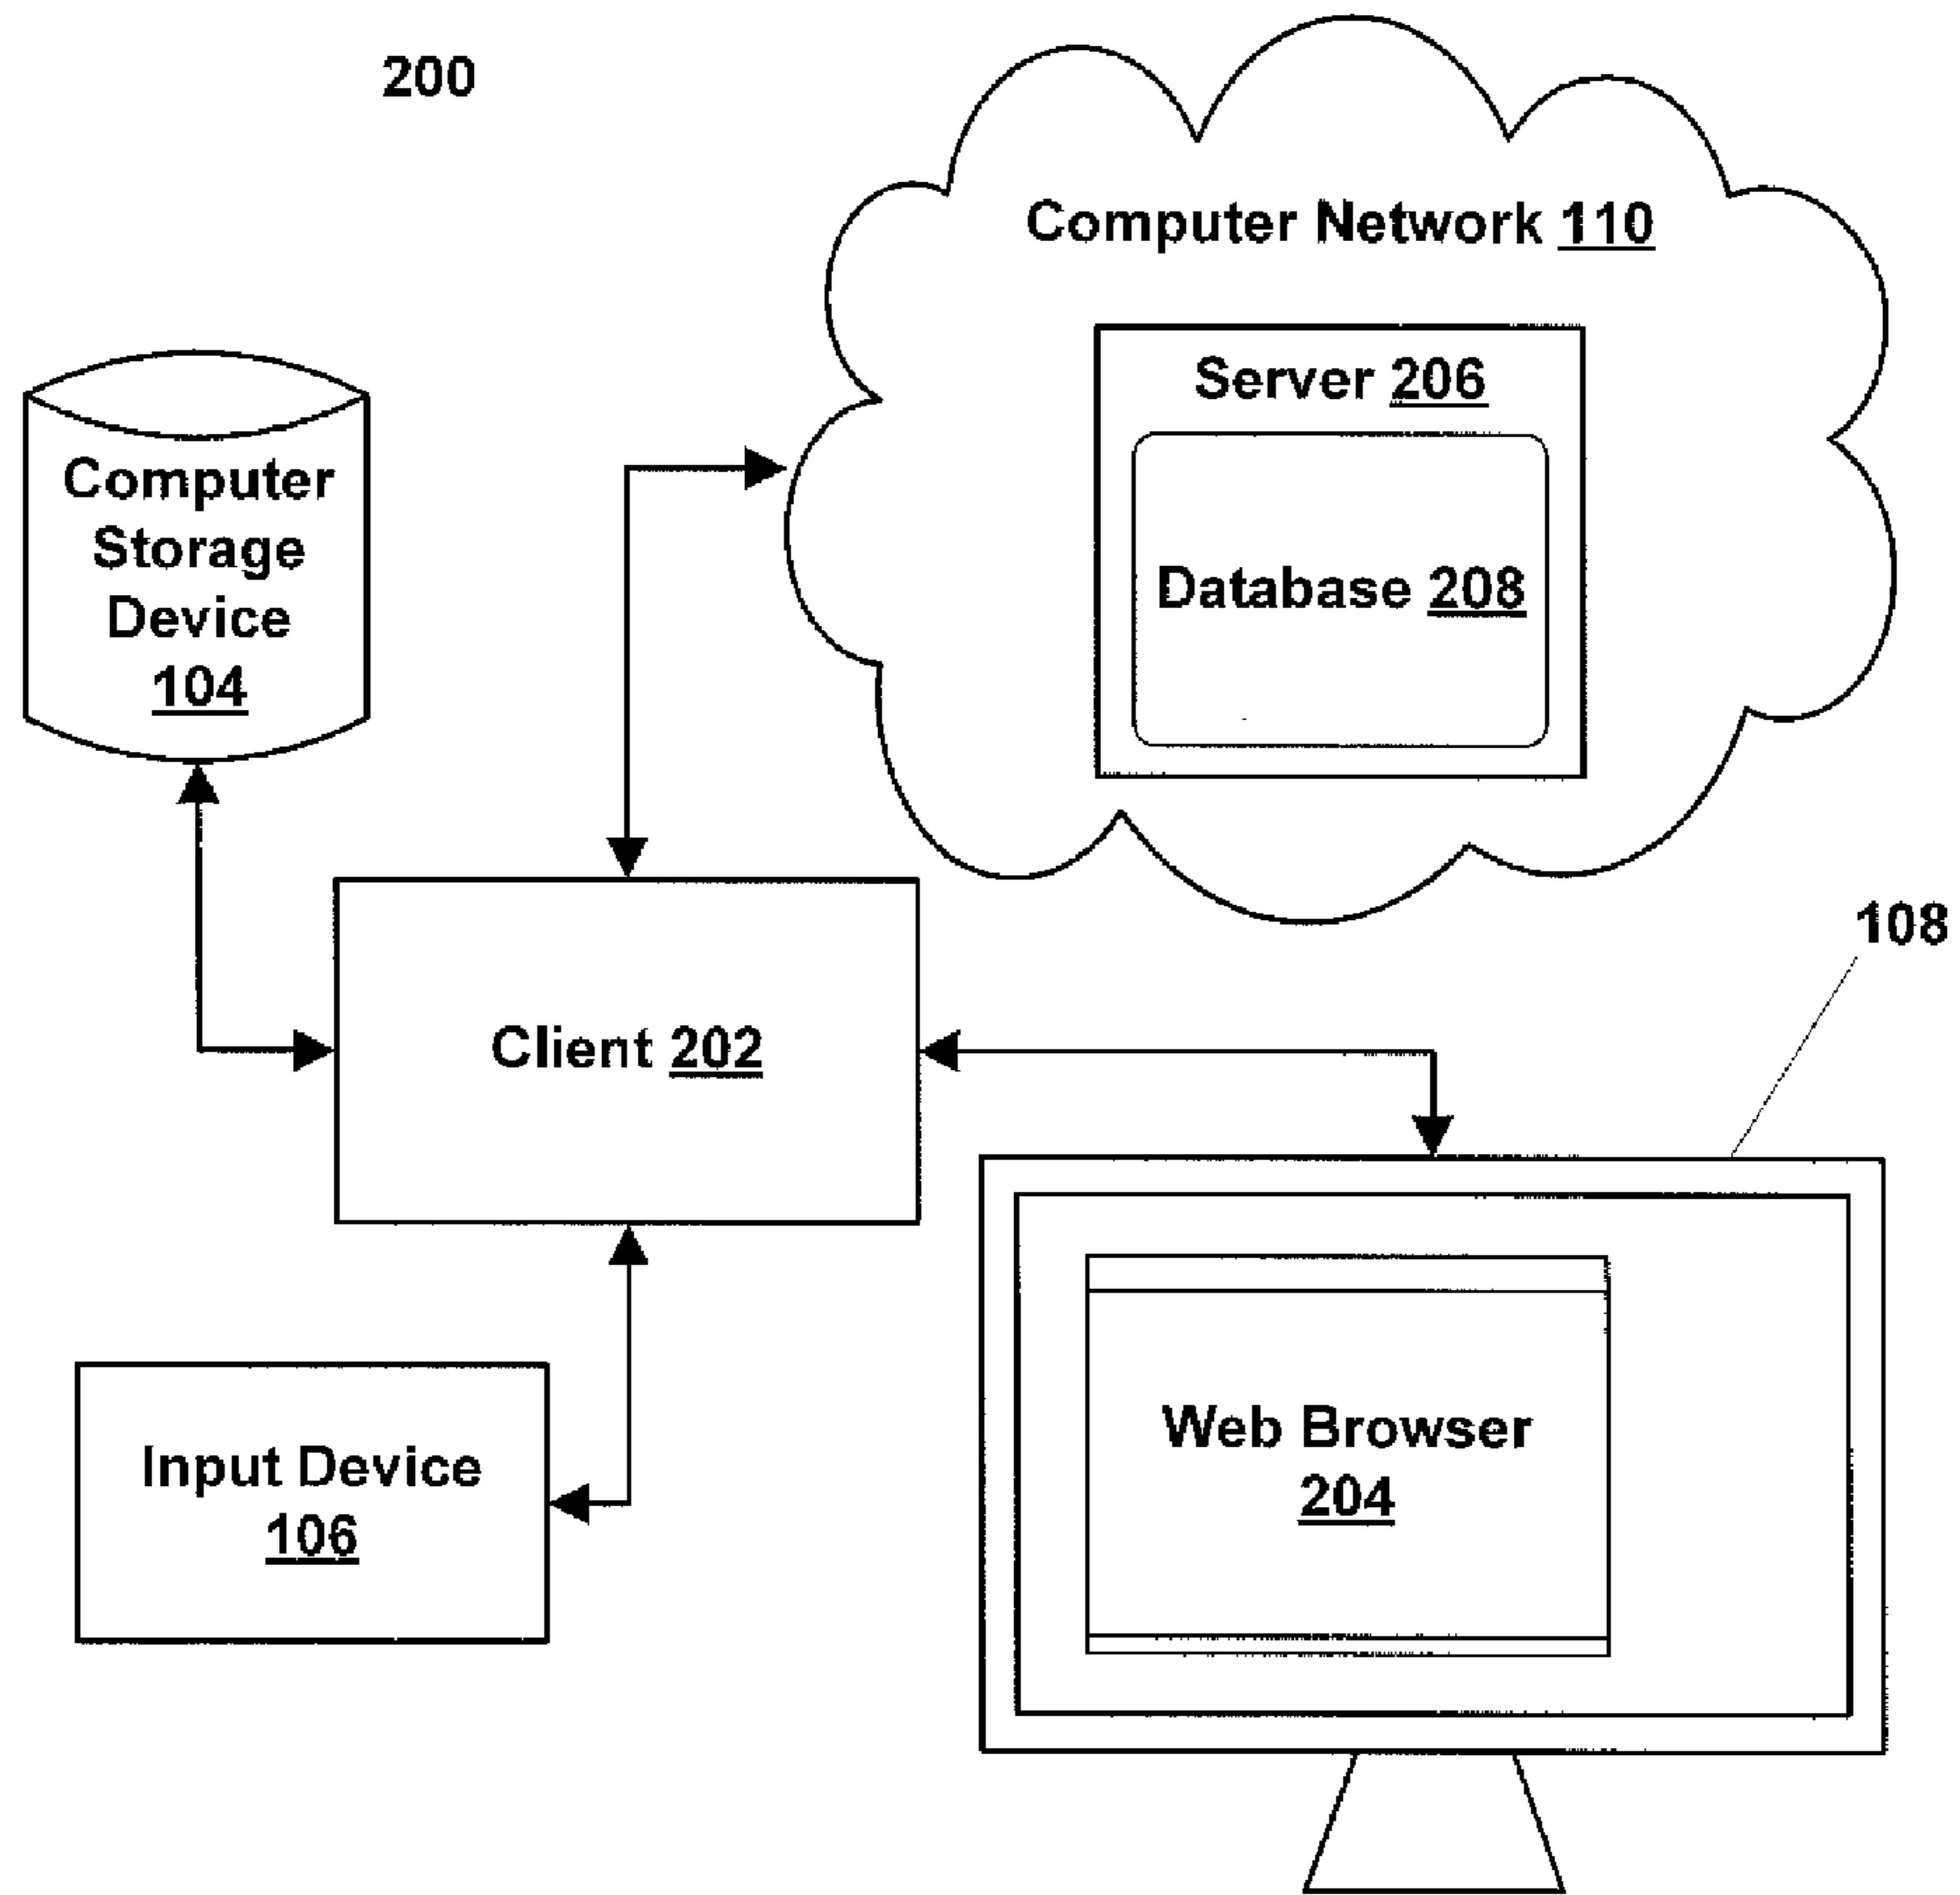 200
Computer Network 110
Server 206
Database 208
Computer
Storage
Device
104
108
Client 202
Web Browser
204
Input Device
106